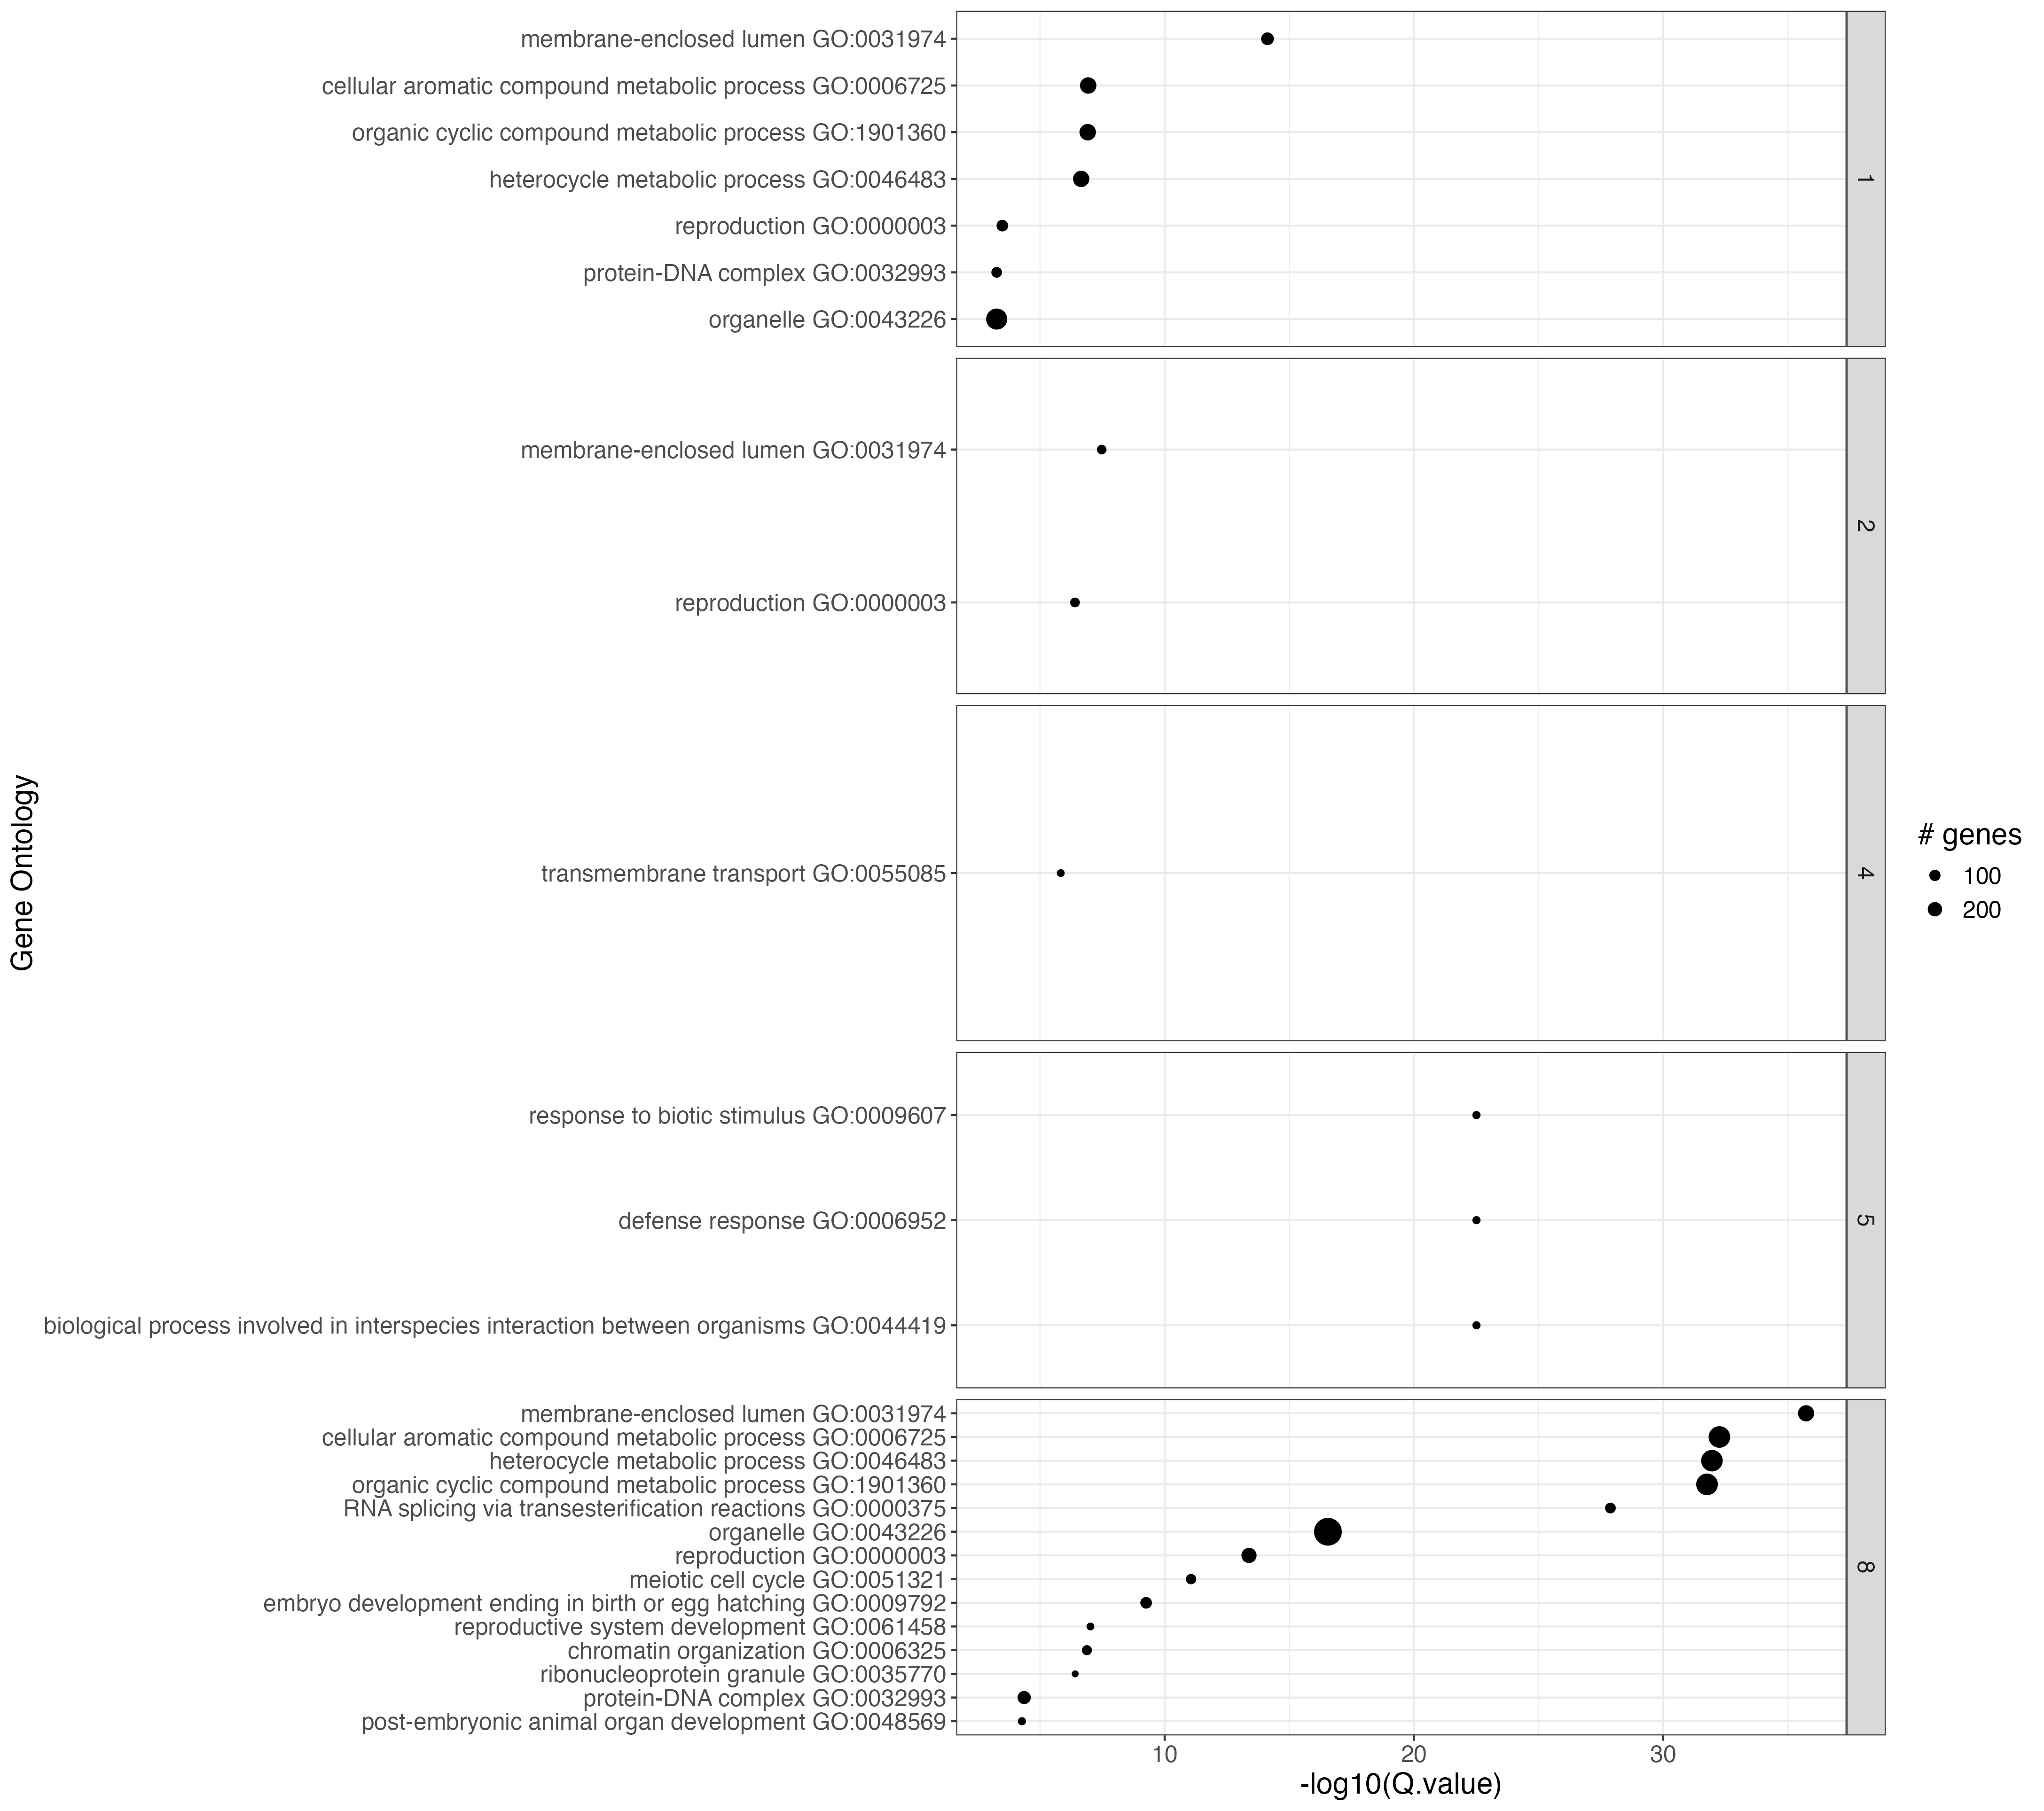 membrane-enclosed lumen GO:0031974
cellular aromatic compound metabolic process GO:0006725
organic cyclic compound metabolic process GO:1901360
heterocycle metabolic process GO:0046483
reproduction GO:0000003
protein-DNA complex GO:0032993
organelle GO:0043226
1
membrane-enclosed lumen GO:0031974
reproduction GO:0000003
2
transmembrane transport GO:0055085
4
response to biotic stimulus GO:0009607
defense response GO:0006952
biological process involved in interspecies interaction between organisms GO:0044419
5
membrane-enclosed lumen GO:0031974
cellular aromatic compound metabolic process GO:0006725
heterocycle metabolic process GO:0046483
organic cyclic compound metabolic process GO:1901360
RNA splicing via transesterification reactions GO:0000375
organelle GO:0043226
reproduction GO:0000003
meiotic cell cycle GO:0051321
embryo development ending in birth or egg hatching GO:0009792
reproductive system development GO:0061458
chromatin organization GO:0006325
ribonucleoprotein granule GO:0035770
protein-DNA complex GO:0032993
post-embryonic animal organ development GO:0048569
8
10 20 30
-log10(Q.value)
Gene Ontology
# genes
100
200